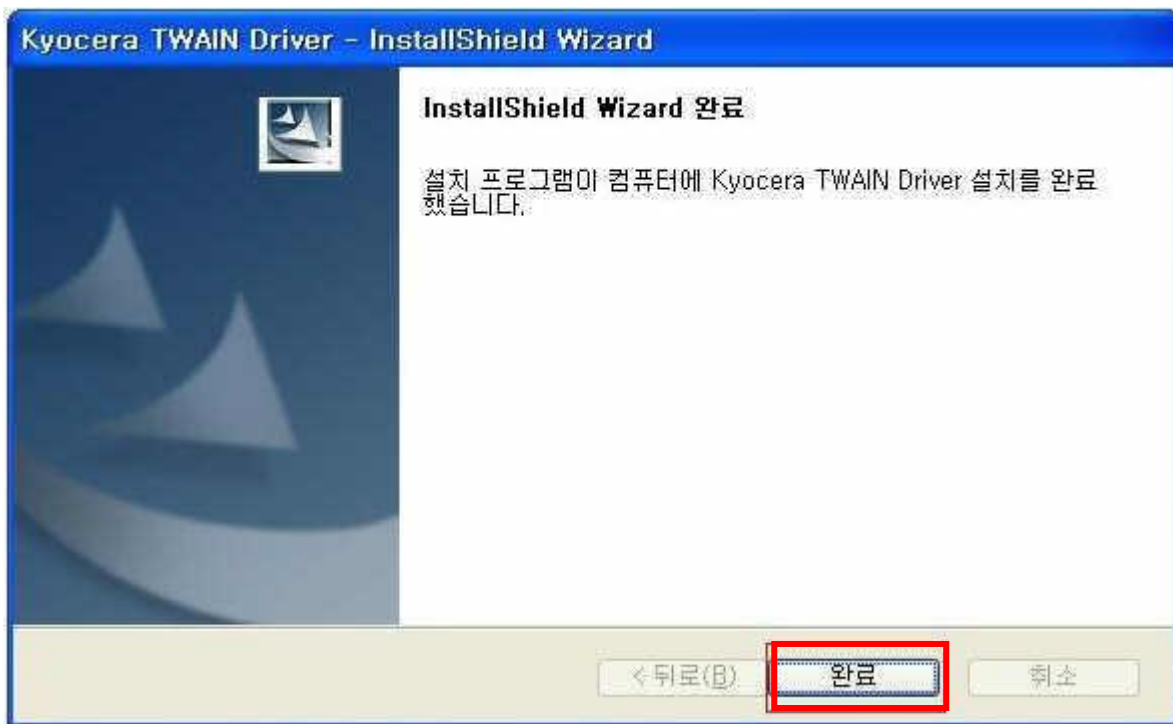 Kyocera TWAIN Driver - InstallShield Wizard
InstallShield Wizard 완료
설치 프로그램이 컴퓨터에 Kyocera TWAIN Driver 설치를 완료
했습니다.
< 뒤로(B) 완료 취소